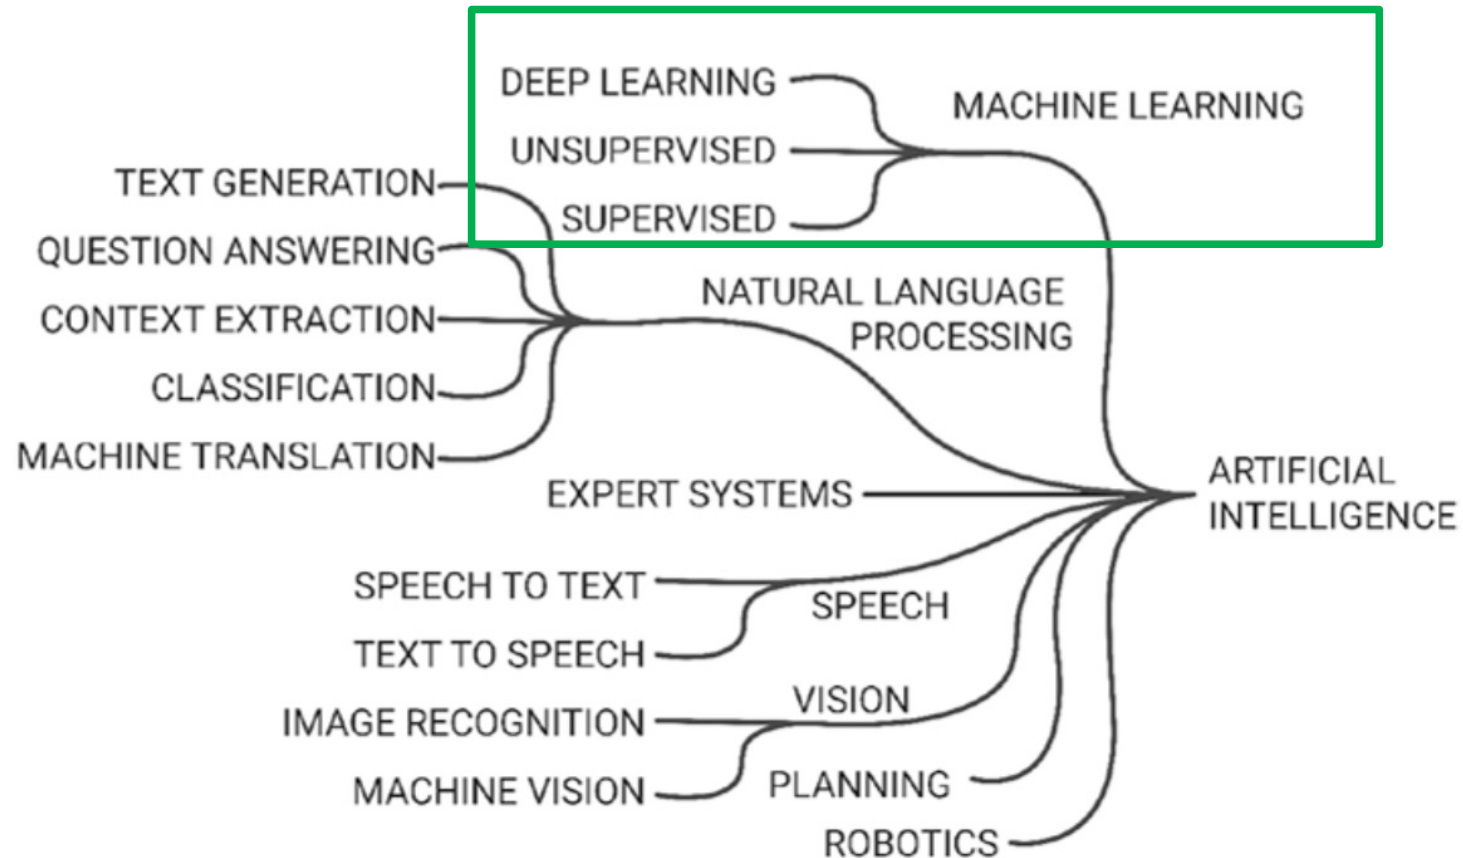 DEEP LEARNING
MACHINE LEARNING
UNSUPERVISED
SUPERVISED
TEXT GENERATION
QUESTION ANSWERING
CONTEXT EXTRACTION
CLASSIFICATION
MACHINE TRANSLATION
NATURAL LANGUAGE
PROCESSING
EXPERT SYSTEMS
ARTIFICIAL
INTELLIGENCE
SPEECH TO TEXT
SPEECH
TEXT TO SPEECH
VISION
IMAGE RECOGNITION
MACHINE VISION
PLANNING
ROBOTICS